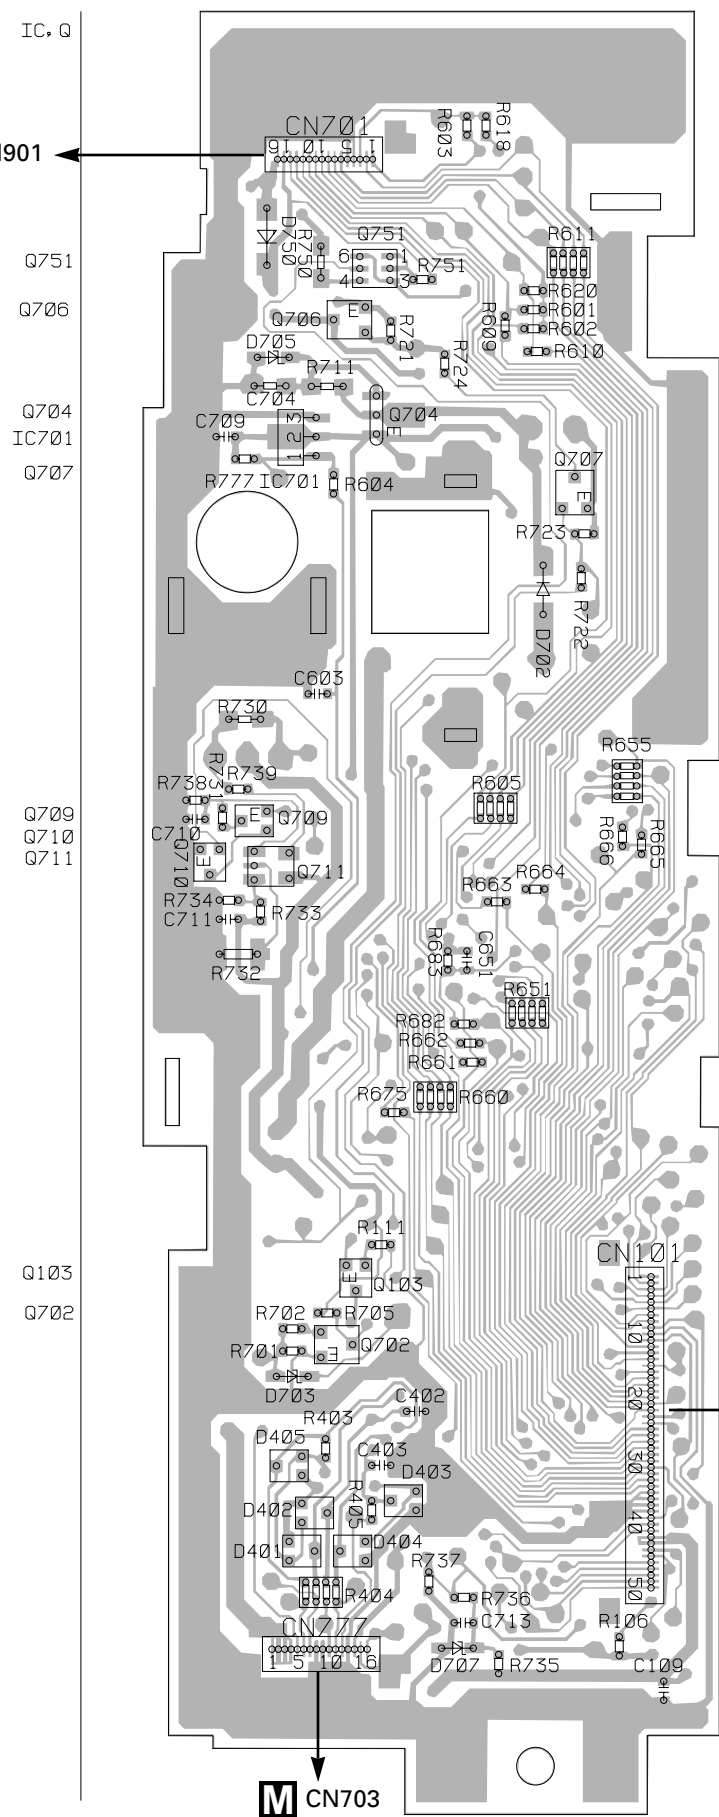 IC, Q
CN701
16 10 5 1
R603
R618
901
D750
R750
Q751
6 1
4 3
R751
R611
Q751
R620
R601
R602
R609
R610
Q706
Q706
E
R721
R724
D705
R711
C704
Q704
Q704
E
IC701
C709
3
2
1
Q707
R777
IC701
R604
Q707
E
R723
R722
D702
C603
R730
R655
R731
R739
R738
R605
Q709
E
Q709
C710
R666
R665
Q710
Q710
E
Q711
Q711
R664
R663
R734
R733
C711
R683
C651
R732
R651
R682
R662
R661
R675
R660
R111
CN101
1
10
20
30
40
50
Q103
E
Q103
Q702
R702
R705
R701
E
Q702
D703
C402
R403
D405
C403
D403
D402
R405
D401
D404
R737
R404
R736
CN777
C713
R106
1 5 10 16
D707
R735
C109
M CN703